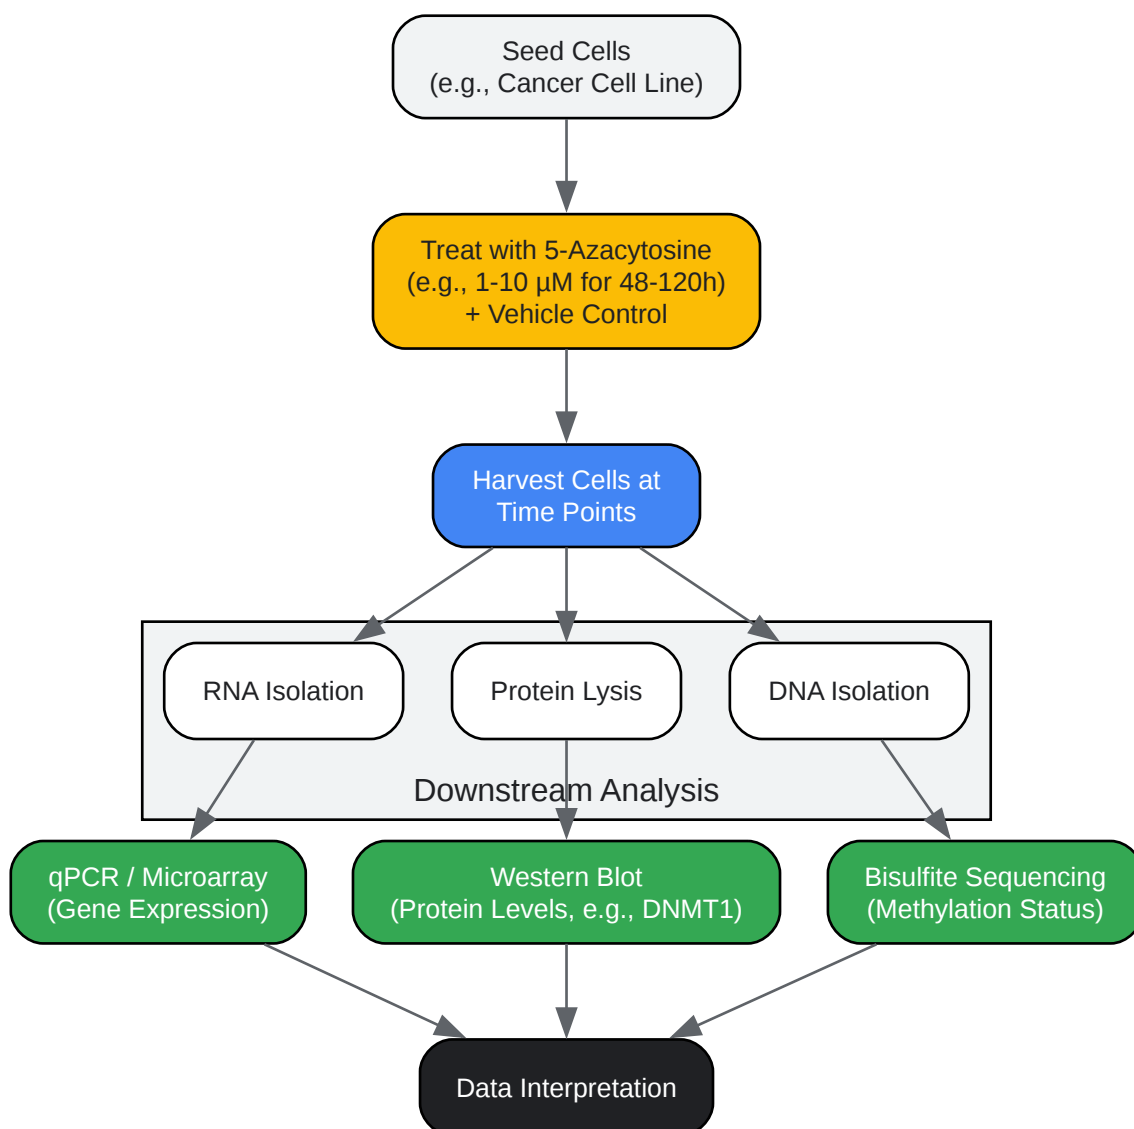 Seed Cells
(e.g., Cancer Cell Line)
Treat with 5-Azacytosine
(e.g., 1-10 µM for 48-120h)
+ Vehicle Control
Harvest Cells at
Time Points
RNA Isolation
Protein Lysis
DNA Isolation
Downstream Analysis
qPCR / Microarray
(Gene Expression)
Western Blot
(Protein Levels, e.g., DNMT1)
Bisulfite Sequencing
(Methylation Status)
Data Interpretation